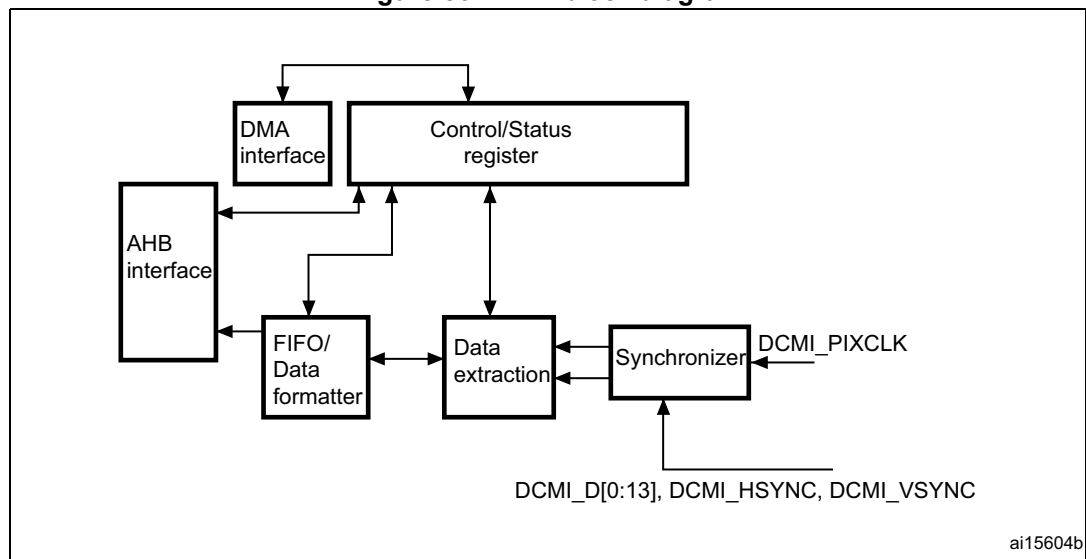 DMA
interface
Control/Status
register
AHB
interface
FIFO/
Data
formatter
Data
extraction
Synchronizer
DCMI_PIXCLK
DCMI_D[0:13], DCMI_HSYNC, DCMI_VSYNC
ai15604b